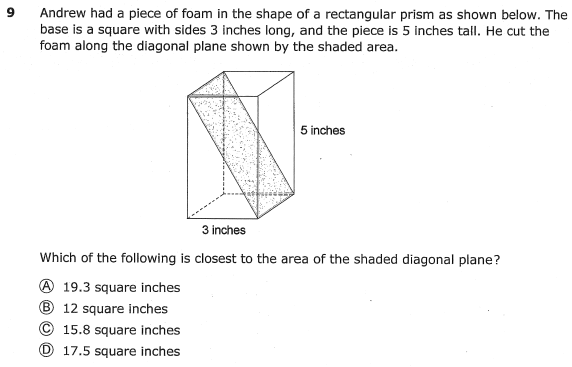 9 Andrew had a piece of foam in the shape of a rectangular prism as shown below. The
base is a square with sides 3 inches long, and the piece is 5 inches tall. He cut the
foam along the diagonal plane shown by the shaded area.
5 inches
3 inches
Which of the following is closest to the area of the shaded diagonal plane?
Ⓐ 19.3 square inches
Ⓑ 12 square inches
Ⓒ 15.8 square inches
Ⓓ 17.5 square inches